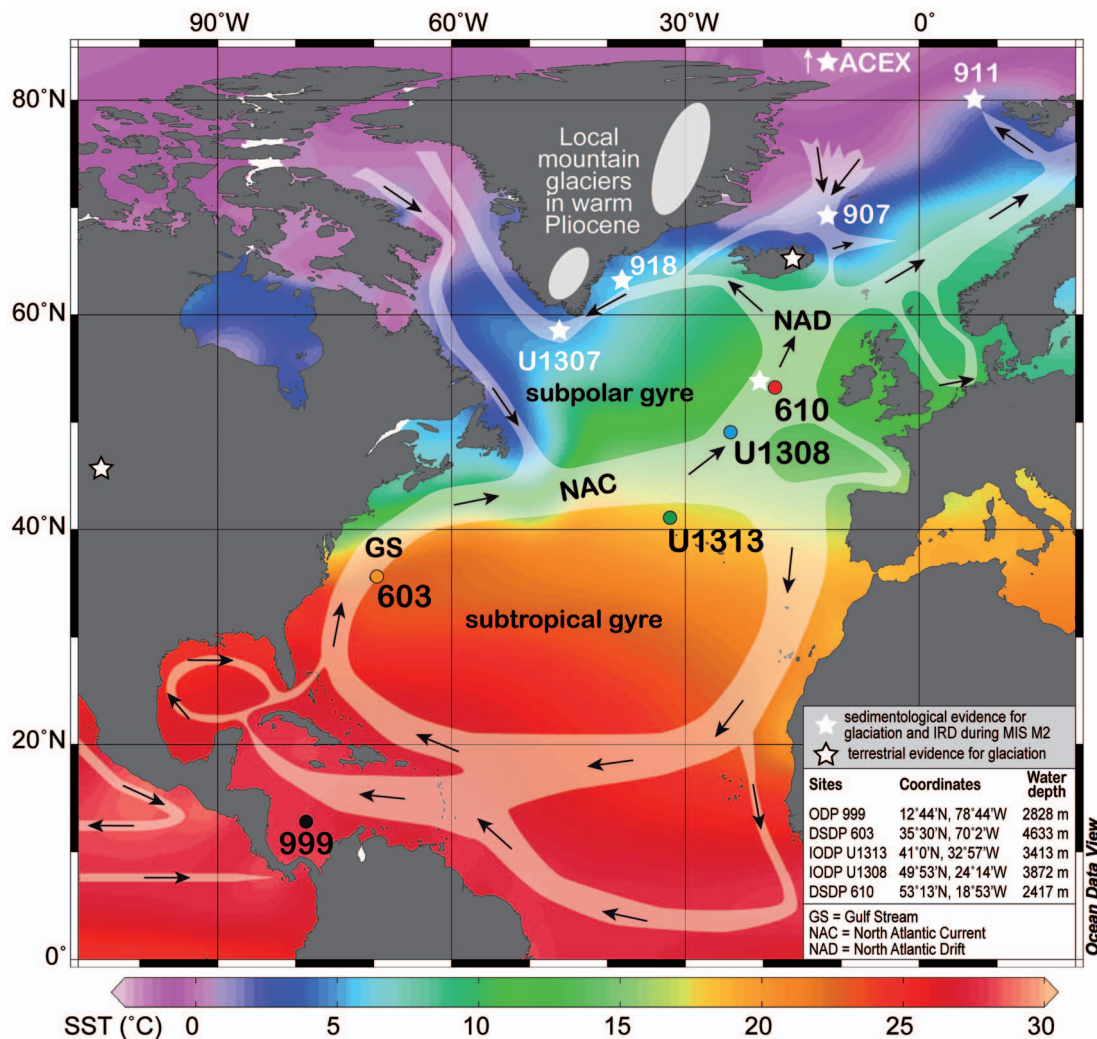 90°W 60°W 30°W 0°
↑★ACEX
911
80°N
Local
mountain
glaciers
in warm
Pliocene
907
918
60°N
NAD
U1307
subpolar gyre
610
U1308
NAC
40°N
U1313
GS
603
subtropical gyre
sedimentological evidence for
glaciation and IRD during MIS M2
20°N
terrestrial evidence for glaciation
Sites Coordinates Water
depth
ODP 999 12°44'N, 78°44'W 2828 m
DSDP 603 35°30'N, 70°2'W 4633 m
IODP U1313 41°0'N, 32°57'W 3413 m
IODP U1308 49°53'N, 24°14'W 3872 m
DSDP 610 53°13'N, 18°53'W 2417 m
999
GS = Gulf Stream
NAC = North Atlantic Current
NAD = North Atlantic Drift
Ocean Data View
0°
SST (°C) 0 5 10 15 20 25 30